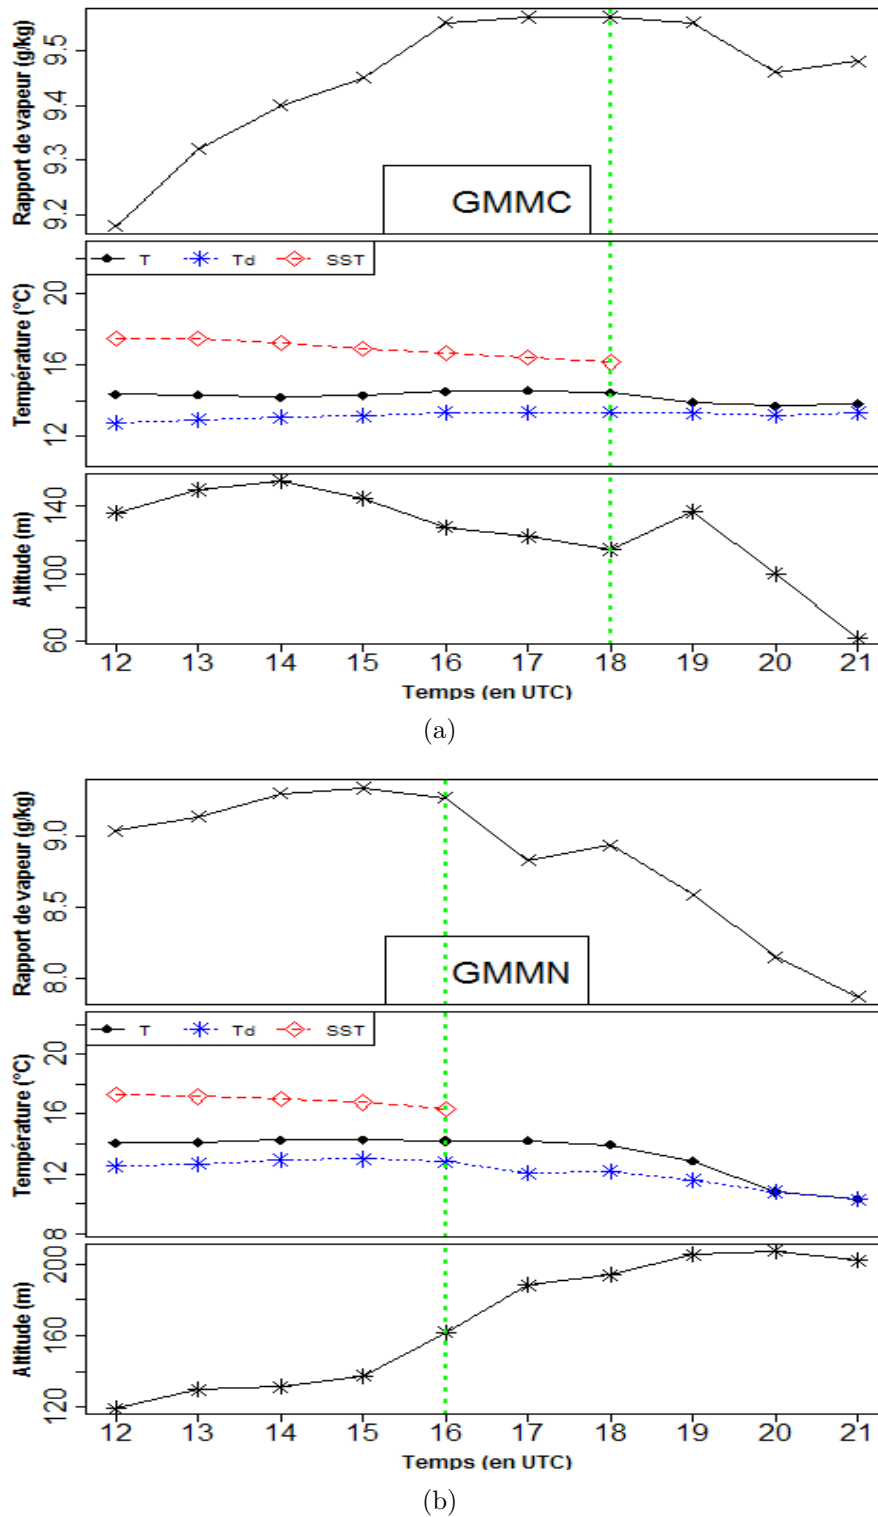 Rapport de vapeur (g/kg)
9.2 9.3 9.4 9.5
GMMC
Température (°C)
12 16 20
T Td SST
Altitude (m)
60 100 140
12 13 14 15 16 17 18 19 20 21
Temps (en UTC)
(a)
Rapport de vapeur (g/kg)
8.0 8.5 9.0
GMMN
Température (°C)
8 12 16 20
T Td SST
Altitude (m)
120 160 200
12 13 14 15 16 17 18 19 20 21
Temps (en UTC)
(b)